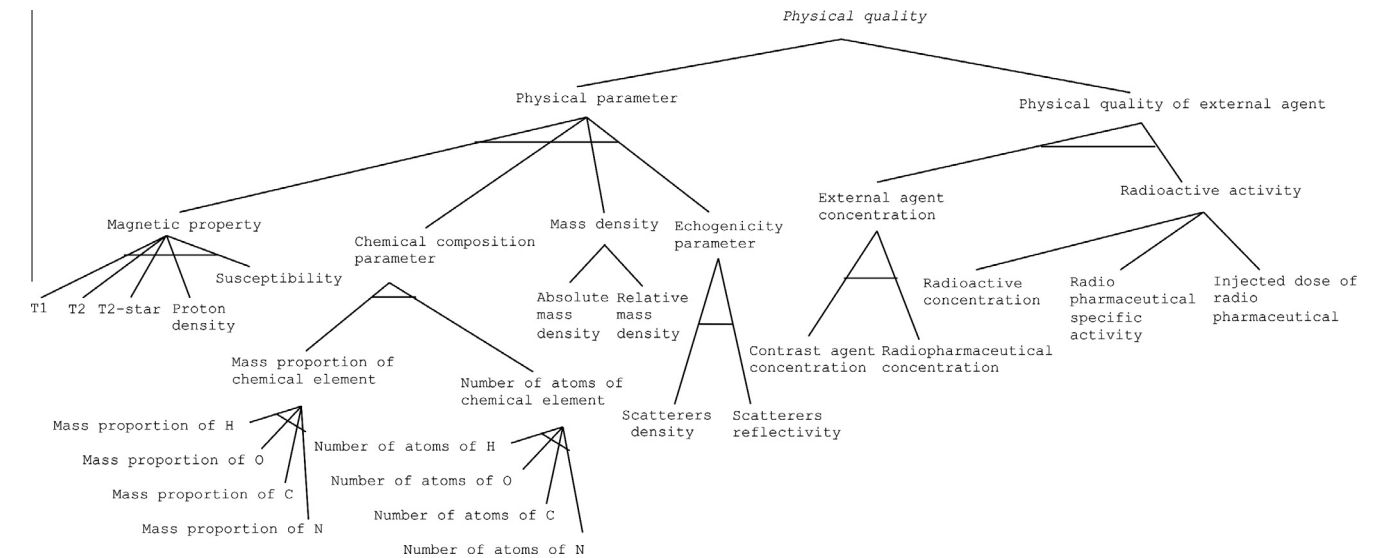 Physical quality
Physical parameter
Physical quality of external agent
Magnetic property
Chemical composition
parameter
Mass density
Echogenicity
parameter
External agent
concentration
Radioactive activity
T1
T2
T2-star
Proton
density
Susceptibility
Absolute
mass
density
Relative
mass
density
Radioactive
concentration
Radio
pharmaceutical
specific
activity
Injected dose of
radio
pharmaceutical
Mass proportion of
chemical element
Number of atoms of
chemical element
Contrast agent
concentration
Radiopharmaceutical
concentration
Scatterers
density
Scatterers
reflectivity
Mass proportion of H
Mass proportion of O
Mass proportion of C
Mass proportion of N
Number of atoms of H
Number of atoms of O
Number of atoms of C
Number of atoms of N